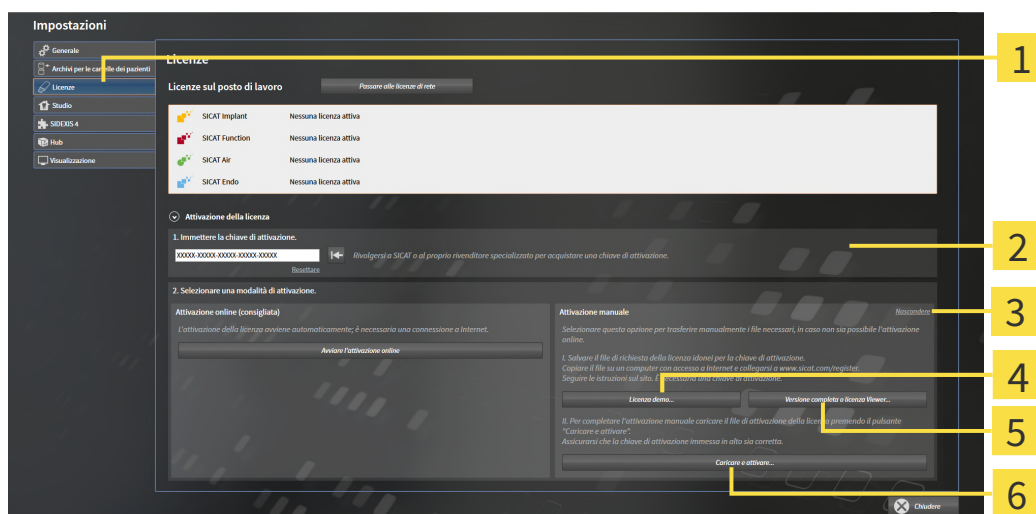 Impostazioni
Generale
Archivi per le cartelle dei pazienti
Licenze
Studio
SIDEXIS 4
Hub
Visualizzazione
Licenze
Licenze sul posto di lavoro
Passare alle licenze di rete
SICAT Implant Nessuna licenza attiva
SICAT Function Nessuna licenza attiva
SICAT Air Nessuna licenza attiva
SICAT Endo Nessuna licenza attiva
Attivazione della licenza
1. Immettere la chiave di attivazione.
XXXXX-XXXXX-XXXXX-XXXXX-XXXXX
Rivolgersi a SICAT o al proprio rivenditore specializzato per acquistare una chiave di attivazione.
Resettare
2. Selezionare una modalità di attivazione.
Attivazione online (consigliata)
L'attivazione della licenza avviene automaticamente; è necessaria una connessione a Internet.
Avviare l'attivazione online
Attivazione manuale
Nascondere
Selezionare questa opzione per trasferire manualmente i file necessari, in caso non sia possibile l'attivazione
online.
I. Salvare il file di richiesta della licenza idonei per la chiave di attivazione.
Copiare il file su un computer con accesso a Internet e collegarsi a www.sicat.com/register.
Seguire le istruzioni sul sito. È necessaria una chiave di attivazione.
Licenza demo...
Versione completa o licenza Viewer...
II. Per completare l'attivazione manuale caricare il file di attivazione della licenza premendo il pulsante
"Caricare e attivare".
Assicurarsi che la chiave di attivazione immessa in alto sia corretta.
Caricare e attivare...
Chiudere
1
2
3
4
5
6